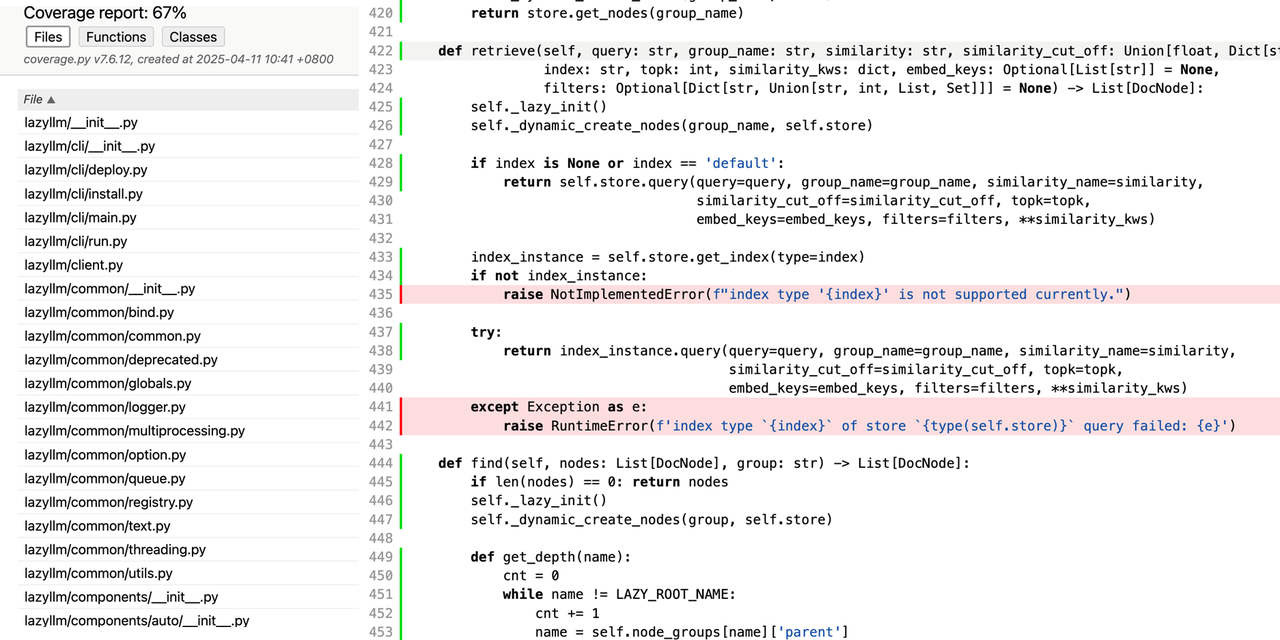 Coverage report: 67%
Files Functions Classes
coverage.py v7.6.12, created at 2025-04-11 10:41 +0800
File ▲
lazyllm/__init__.py
lazyllm/cli/__init__.py
lazyllm/cli/deploy.py
lazyllm/cli/install.py
lazyllm/cli/main.py
lazyllm/cli/run.py
lazyllm/client.py
lazyllm/common/__init__.py
lazyllm/common/bind.py
lazyllm/common/common.py
lazyllm/common/deprecated.py
lazyllm/common/globals.py
lazyllm/common/logger.py
lazyllm/common/multiprocessing.py
lazyllm/common/option.py
lazyllm/common/queue.py
lazyllm/common/registry.py
lazyllm/common/text.py
lazyllm/common/threading.py
lazyllm/common/utils.py
lazyllm/components/__init__.py
lazyllm/components/auto/__init__.py
420 return store.get_nodes(group_name)
421
422 def retrieve(self, query: str, group_name: str, similarity: str, similarity_cut_off: Union[float, Dict[st
423 index: str, topk: int, similarity_kws: dict, embed_keys: Optional[List[str]] = None,
424 filters: Optional[Dict[str, Union[str, int, List, Set]]] = None) -> List[DocNode]:
425 self._lazy_init()
426 self._dynamic_create_nodes(group_name, self.store)
427
428 if index is None or index == 'default':
429 return self.store.query(query=query, group_name=group_name, similarity_name=similarity,
430 similarity_cut_off=similarity_cut_off, topk=topk,
431 embed_keys=embed_keys, filters=filters, **similarity_kws)
432
433 index_instance = self.store.get_index(type=index)
434 if not index_instance:
435 raise NotImplementedError(f"index type '{index}' is not supported currently.")
436
437 try:
438 return index_instance.query(query=query, group_name=group_name, similarity_name=similarity,
439 similarity_cut_off=similarity_cut_off, topk=topk,
440 embed_keys=embed_keys, filters=filters, **similarity_kws)
441 except Exception as e:
442 raise RuntimeError(f'index type `{index}` of store `{type(self.store)}` query failed: {e}')
443
444 def find(self, nodes: List[DocNode], group: str) -> List[DocNode]:
445 if len(nodes) == 0: return nodes
446 self._lazy_init()
447 self._dynamic_create_nodes(group, self.store)
448
449 def get_depth(name):
450 cnt = 0
451 while name != LAZY_ROOT_NAME:
452 cnt += 1
453 name = self.node_groups[name]['parent']